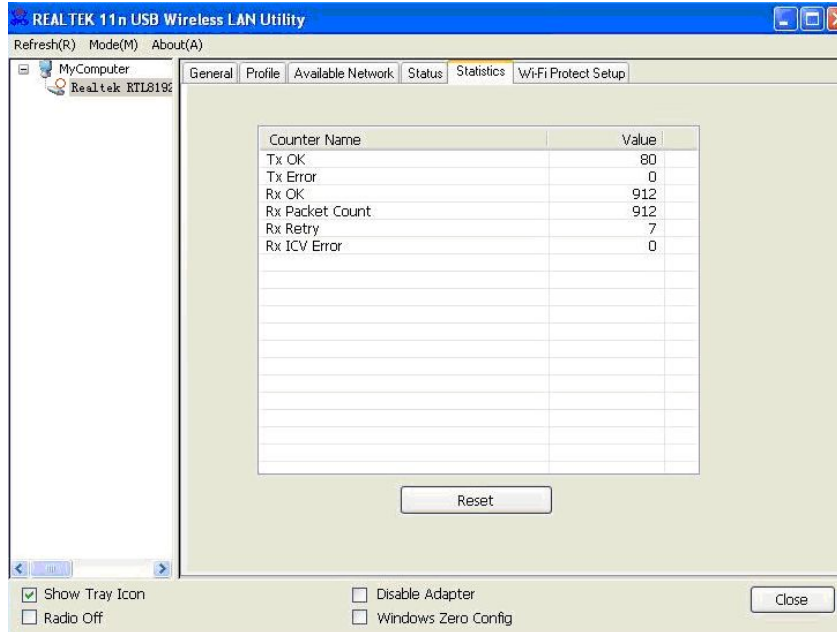 REALTEK 11n USB Wireless LAN Utility
Refresh(R) Mode(M) About(A)
MyComputer
Realtek RTL8192
General Profile Available Network Status Statistics Wi-Fi Protect Setup
Counter Name Value
Tx OK 80
Tx Error 0
Rx OK 912
Rx Packet Count 912
Rx Retry 7
Rx ICV Error 0
Reset
Show Tray Icon
Radio Off
Disable Adapter
Windows Zero Config
Close